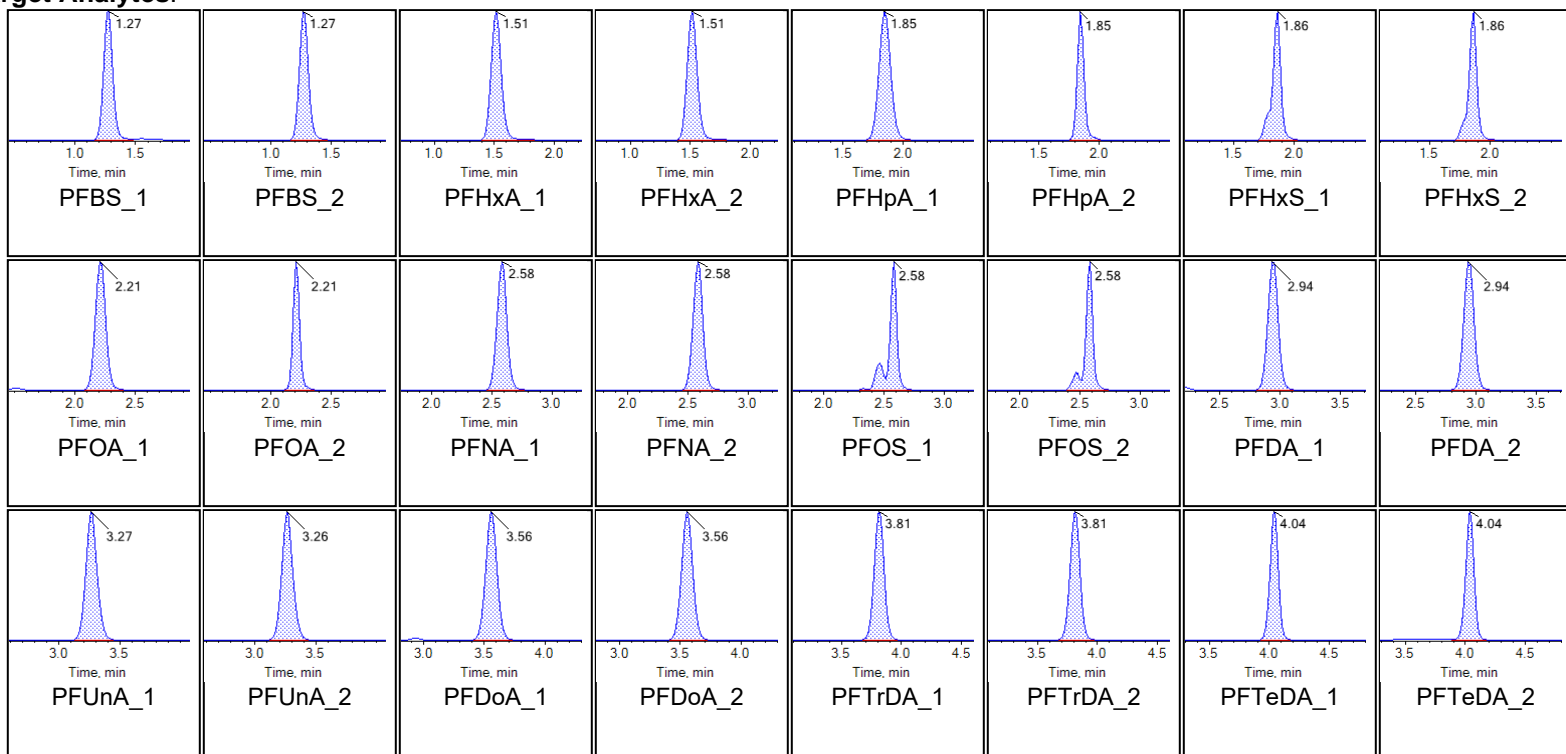 rget Analytes:
1.27 1.27 1.51 1.51 1.85 1.85 1.86 1.86
1.0 1.5 1.0 1.5 1.0 1.5 2.0 1.0 1.5 2.0 1.5 2.0 1.5 2.0 1.5 2.0 1.5 2.0
Time, min Time, min Time, min Time, min Time, min Time, min Time, min Time, min
PFBS_1 PFBS_2 PFHxA_1 PFHxA_2 PFHpA_1 PFHpA_2 PFHxS_1 PFHxS_2
2.21 2.21 2.58 2.58 2.58 2.58 2.94 2.94
2.0 2.5 2.0 2.5 2.0 2.5 3.0 2.0 2.5 3.0 2.0 2.5 3.0 2.0 2.5 3.0 2.5 3.0 3.5 2.5 3.0 3.5
Time, min Time, min Time, min Time, min Time, min Time, min Time, min Time, min
PFOA_1 PFOA_2 PFNA_1 PFNA_2 PFOS_1 PFOS_2 PFDA_1 PFDA_2
3.27 3.26 3.56 3.56 3.81 3.81 4.04 4.04
3.0 3.5 3.0 3.5 3.0 3.5 4.0 3.0 3.5 4.0 3.5 4.0 4.5 3.5 4.0 4.5 3.5 4.0 4.5 3.5 4.0 4.5
Time, min Time, min Time, min Time, min Time, min Time, min Time, min Time, min
PFUnA_1 PFUnA_2 PFDoA_1 PFDoA_2 PFTrDA_1 PFTrDA_2 PFTeDA_1 PFTeDA_2